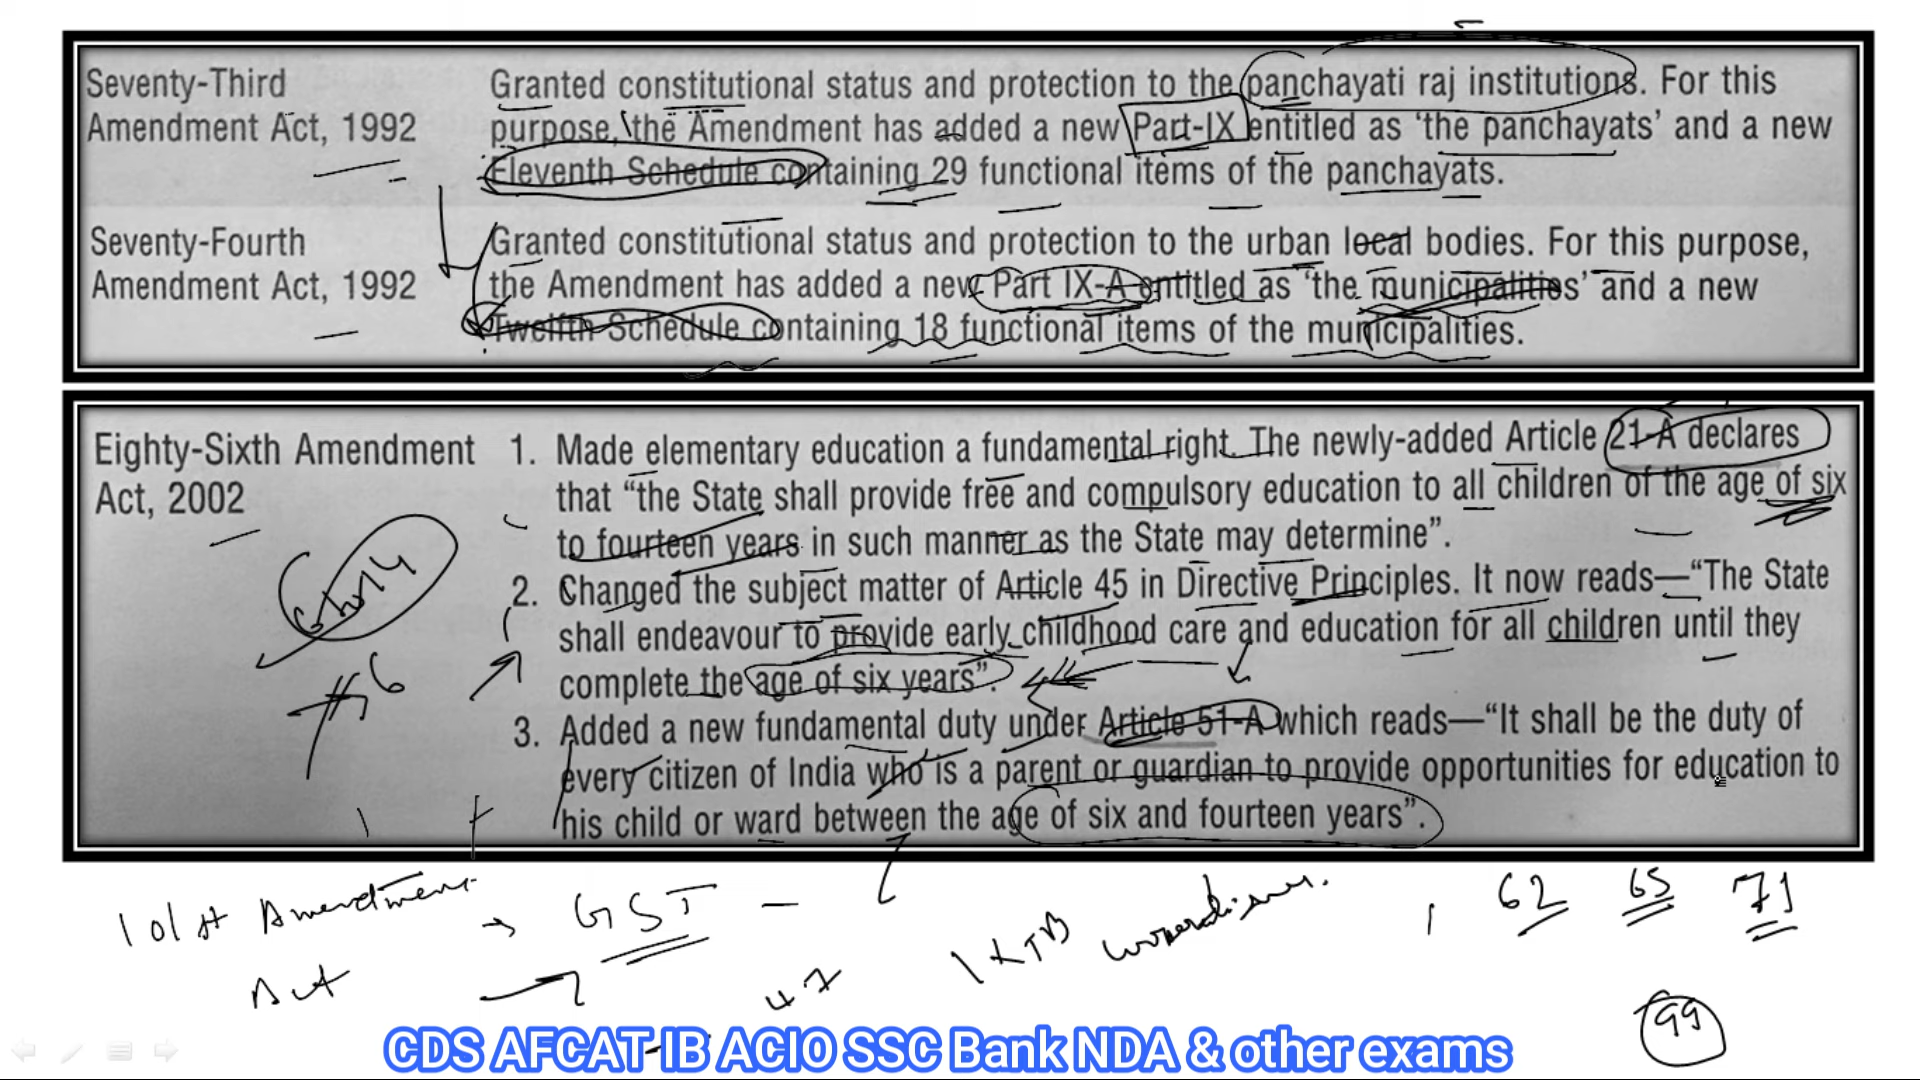 Seventy-Third
Amendment Act, 1992
Granted constitutional status and protection to the panchayati raj institutions. For this
purpose, the Amendment has added a new Part-IX entitled as ‘the panchayats’ and a new
Eleventh Schedule containing 29 functional items of the panchayats.
Seventy-Fourth
Amendment Act, 1992
Granted constitutional status and protection to the urban local bodies. For this purpose,
the Amendment has added a new Part IX-A entitled as ‘the municipalities’ and a new
Twelfth Schedule containing 18 functional items of the municipalities.
Eighty-Sixth Amendment
Act, 2002
1. Made elementary education a fundamental right. The newly-added Article 21-A declares
that “the State shall provide free and compulsory education to all children of the age of six
to fourteen years in such manner as the State may determine”.
2. Changed the subject matter of Article 45 in Directive Principles. It now reads—“The State
shall endeavour to provide early childhood care and education for all children until they
complete the age of six years”.
3. Added a new fundamental duty under Article 51-A which reads—“It shall be the duty of
every citizen of India who is a parent or guardian to provide opportunities for education to
his child or ward between the age of six and fourteen years”.
6 to 14
6
101st Amendment
Act
GST
47
62 65 71
99
CDS AFCAT IB ACIO SSC Bank NDA & other exams